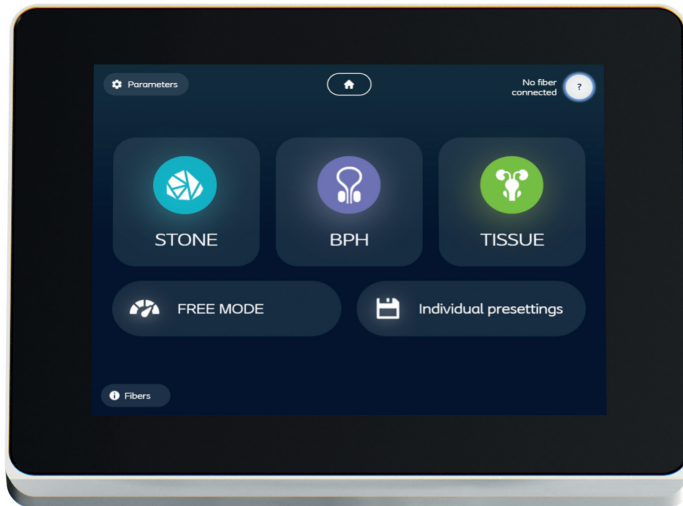 Parameters
No fiber
connected
?
STONE
BPH
TISSUE
FREE MODE
Individual presettings
Fibers